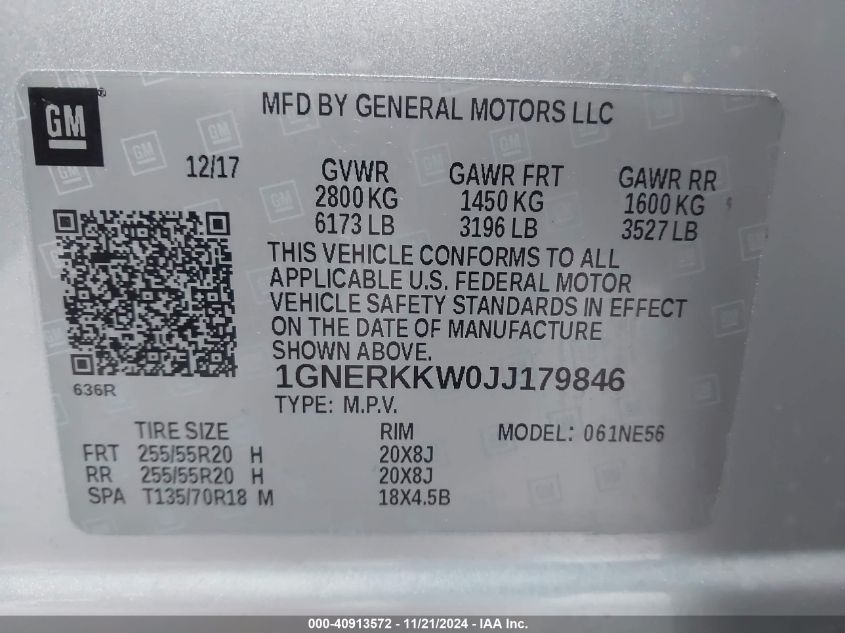 GM
MFD BY GENERAL MOTORS LLC
12/17 GVWR GAWR FRT GAWR RR
2800 KG 1450 KG 1600 KG
6173 LB 3196 LB 3527 LB
THIS VEHICLE CONFORMS TO ALL
APPLICABLE U.S. FEDERAL MOTOR
VEHICLE SAFETY STANDARDS IN EFFECT
ON THE DATE OF MANUFACTURE
SHOWN ABOVE.
636R
1GNERKKW0JJ179846
TYPE: M.P.V.
TIRE SIZE RIM MODEL: 061NE56
FRT 255/55R20 H 20X8J
RR 255/55R20 H 20X8J
SPA T135/70R18 M 18X4.5B
000-40913572 - 11/21/2024 - IAA Inc.